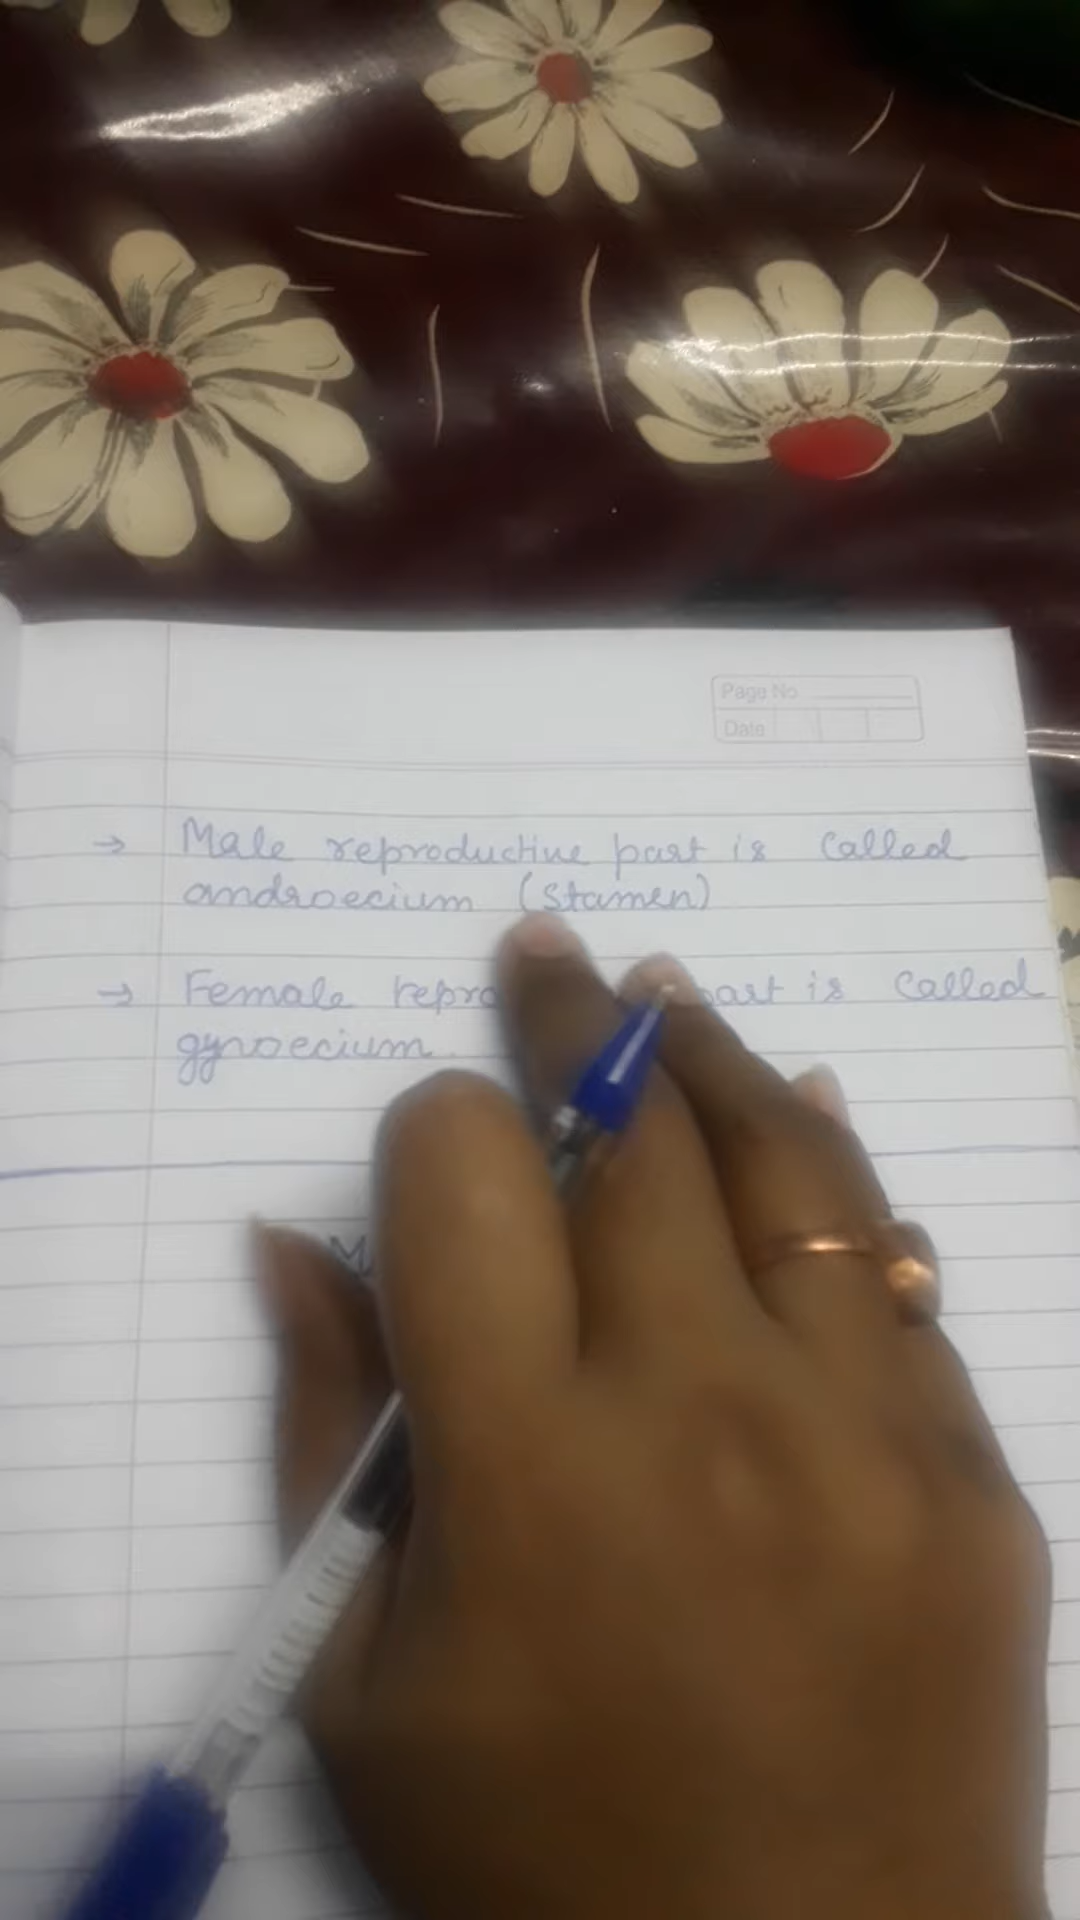 Page No
Date
→ Male reproductive part is called
androecium (Stamen)
→ Female repro part is called
gynoecium.
M